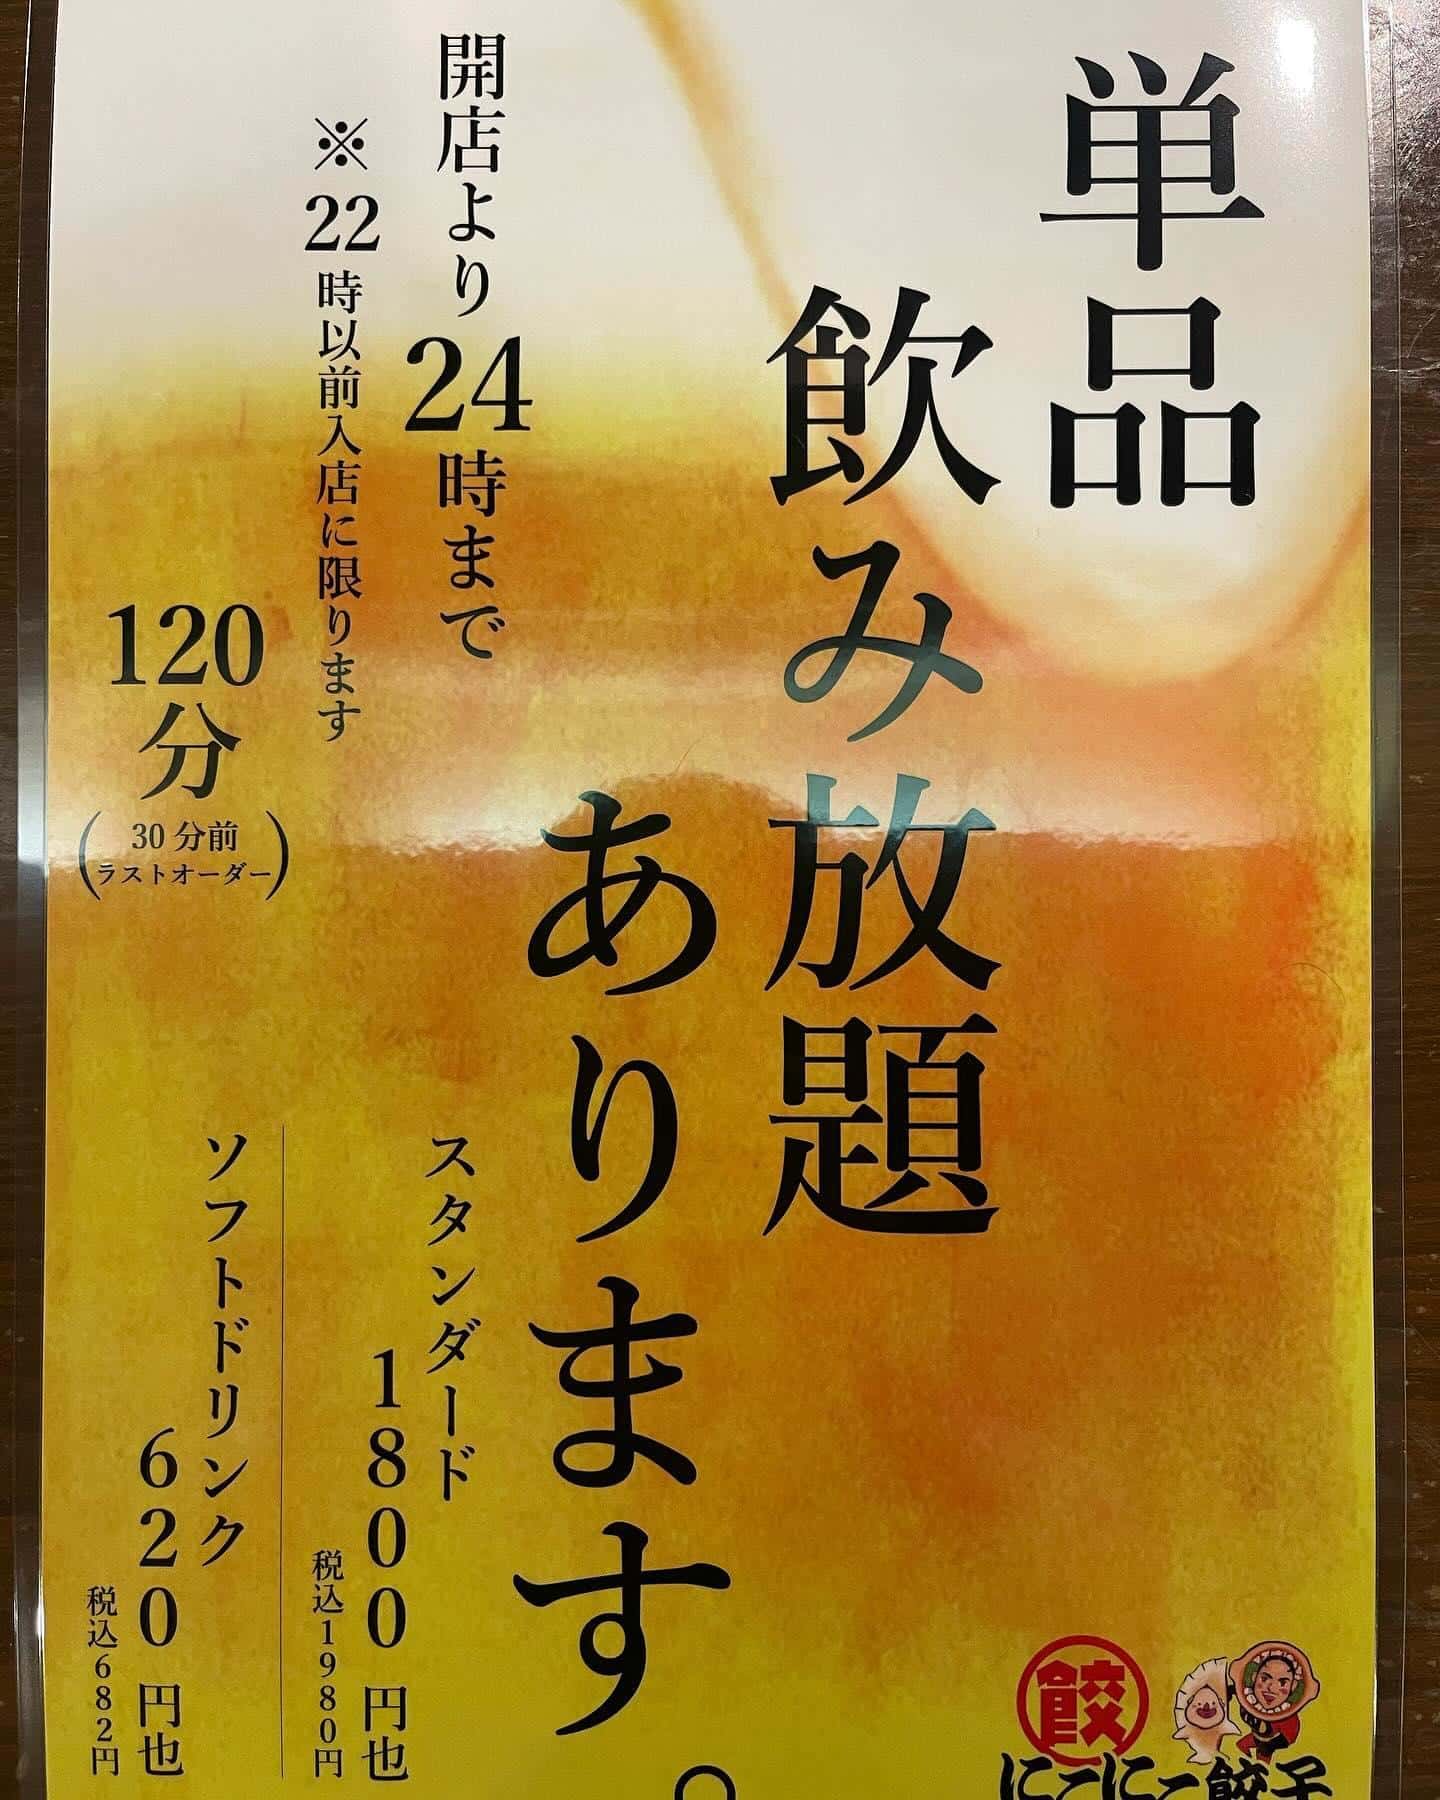 単品
飲み放題
あります。
開店より24時まで
※22時以前入店に限ります
120分
(30分前
ラストオーダー)
スタンダード
1800円也
税込1980円
ソフトドリンク
620円也
税込682円
餃
にこにこ餃子